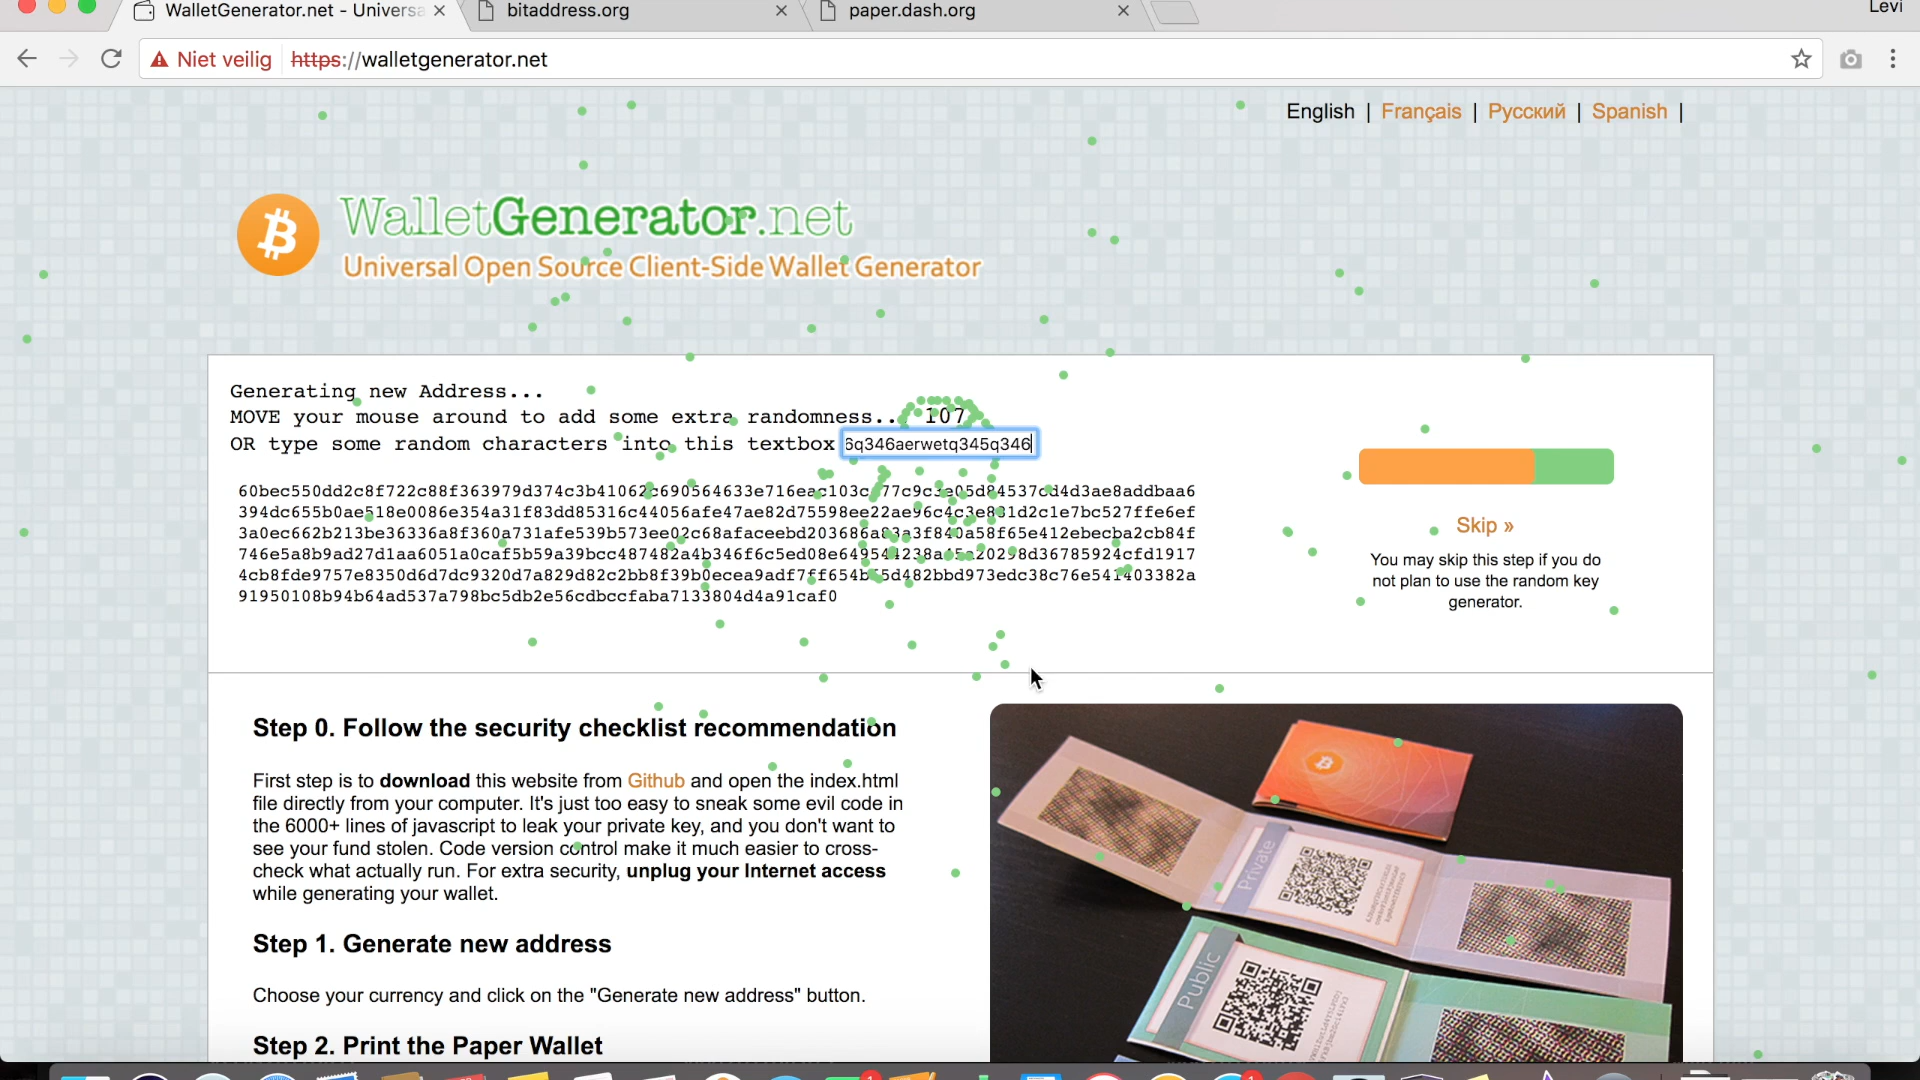 WalletGenerator.net - Universa
bitaddress.org
paper.dash.org
Levi
Niet veilig
https://walletgenerator.net
English | Français | Русский | Spanish |
WalletGenerator.net
Universal Open Source Client-Side Wallet Generator
Generating new Address...
MOVE your mouse around to add some extra randomness... 107
OR type some random characters into this textbox 6q346aerwetq345q346
91950108b94b64ad537a798bc5db2e56cdbccfaba7133804d4a91caf0
Skip »
You may skip this step if you do
not plan to use the random key
generator.
Step 0. Follow the security checklist recommendation
First step is to download this website from Github and open the index.html
file directly from your computer. It's just too easy to sneak some evil code in
the 6000+ lines of javascript to leak your private key, and you don't want to
see your fund stolen. Code version control make it much easier to cross-
check what actually run. For extra security, unplug your Internet access
while generating your wallet.
Step 1. Generate new address
Choose your currency and click on the "Generate new address" button.
Step 2. Print the Paper Wallet
Private
Public